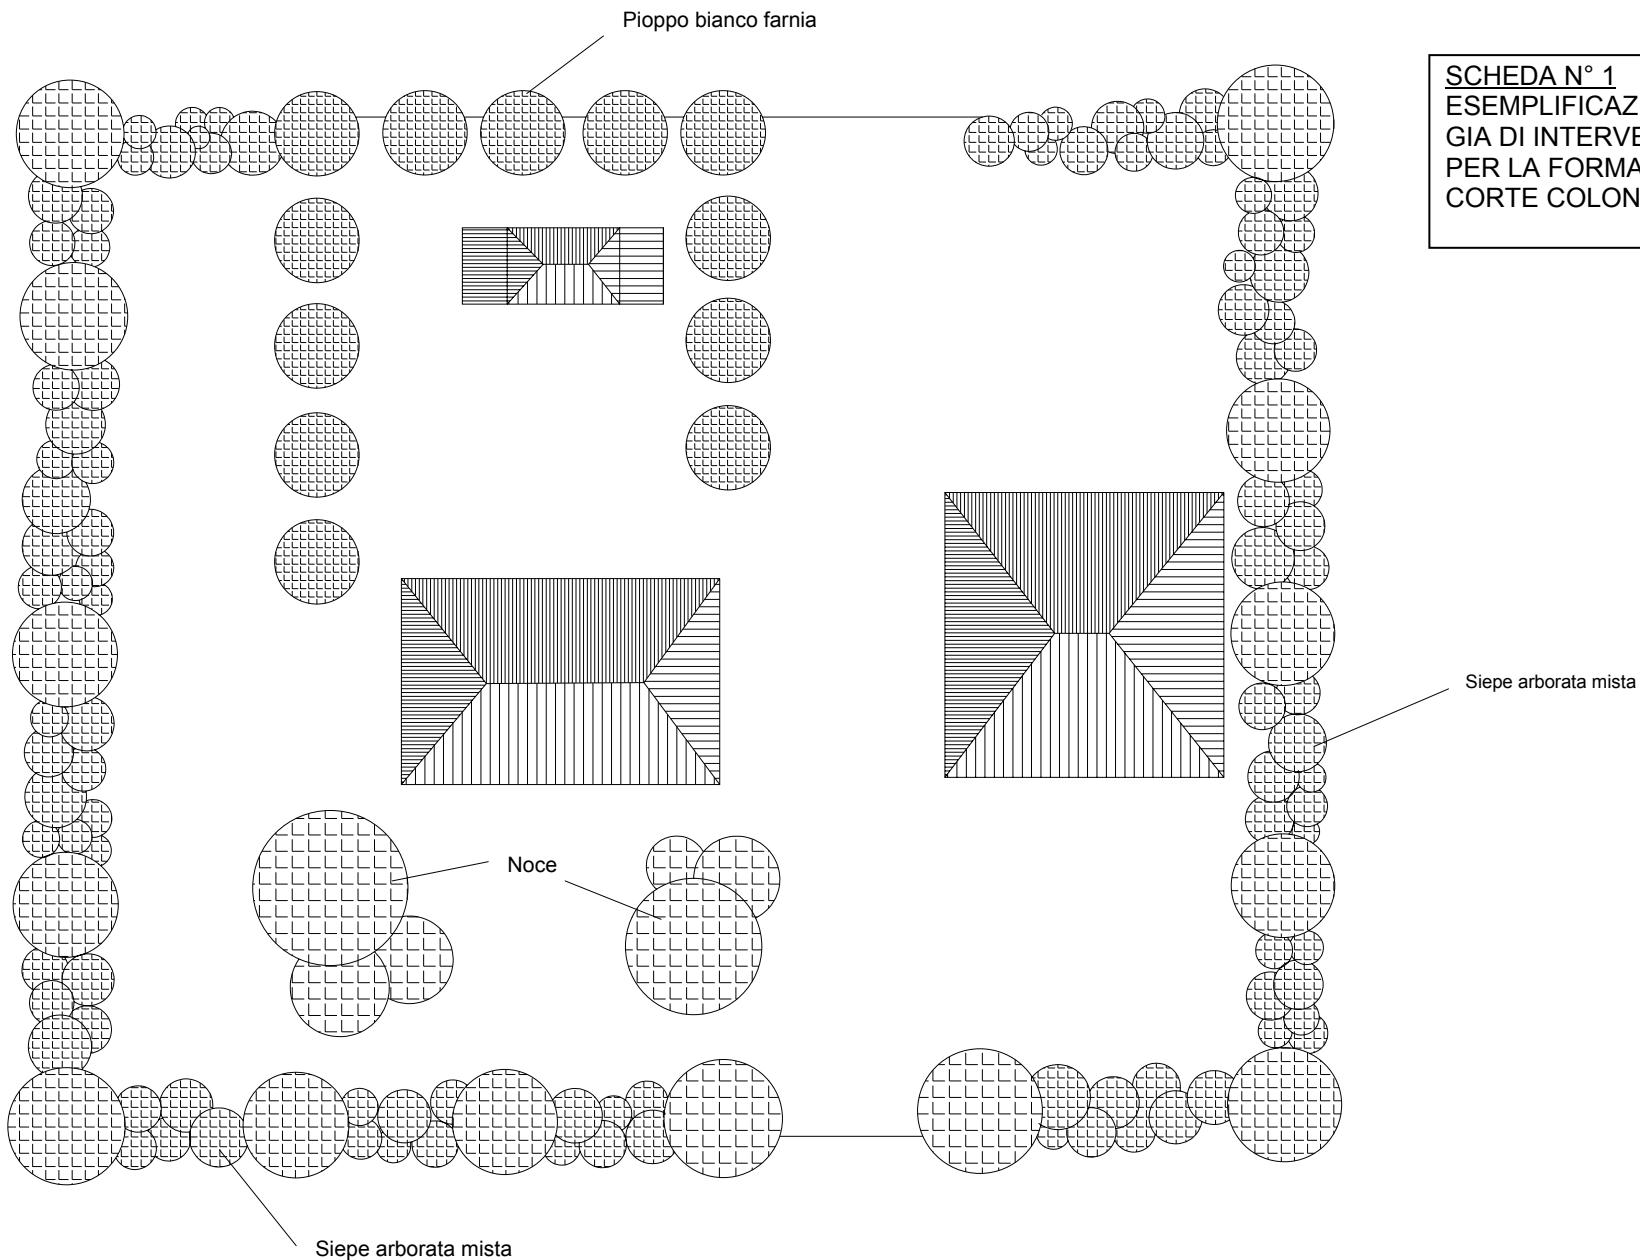 Pioppo bianco farnia
SCHEDA N° 1
ESEMPLIFICAZ
GIA DI INTERVE
PER LA FORMA
CORTE COLON
Siepe arborata mista
Noce
Siepe arborata mista